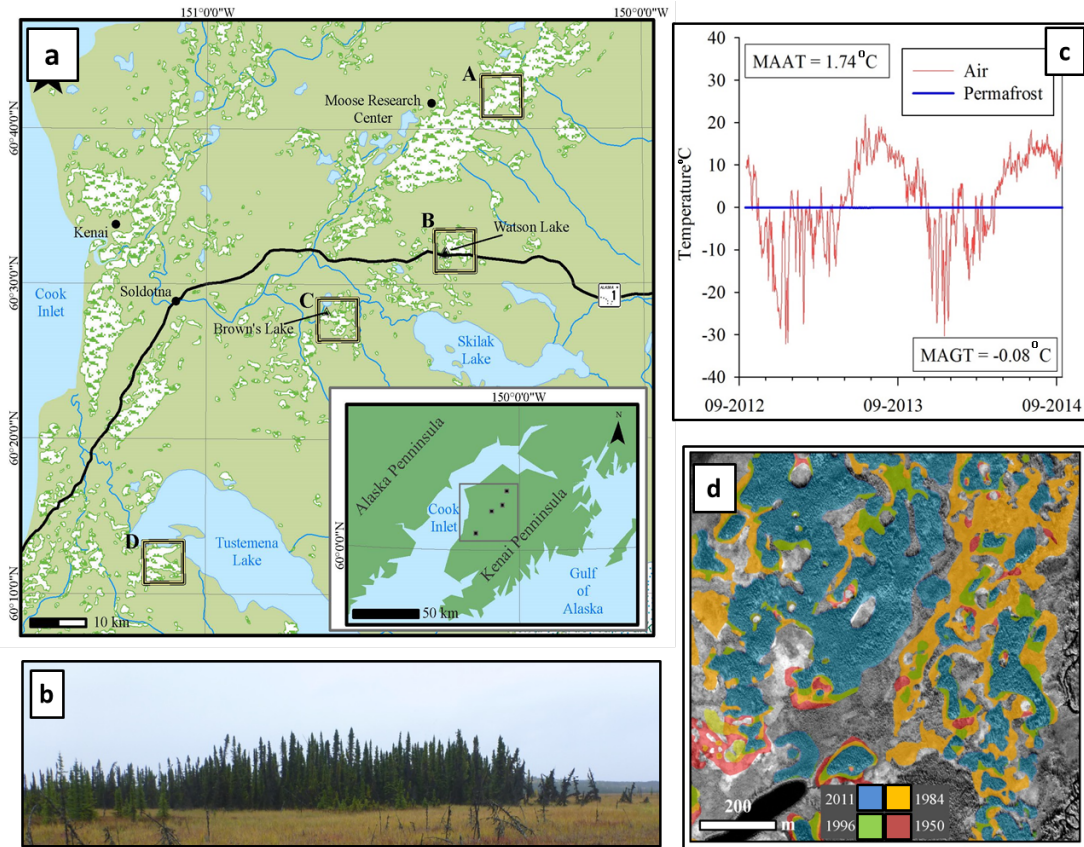 a
151°0'0"W
150°0'0"W
60°40'0"N
60°30'0"N
60°20'0"N
60°10'0"N
A
Moose Research
Center
Kenai
B
Watson Lake
Soldotna
Cook
Inlet
C
Brown's Lake
ALASKA
1
Skilak
Lake
D
Tustemena
Lake
10 km
150°0'0"W
60°0'0"N
N
Alaska Penninsula
Cook
Inlet
Kenai Penninsula
Gulf
of
Alaska
50 km
b
c
MAAT = 1.74°C
Air
Permafrost
Temperature°C
40
30
20
10
0
-10
-20
-30
-40
MAGT = -0.08°C
09-2012
09-2013
09-2014
d
200
m
2011
1984
1996
1950